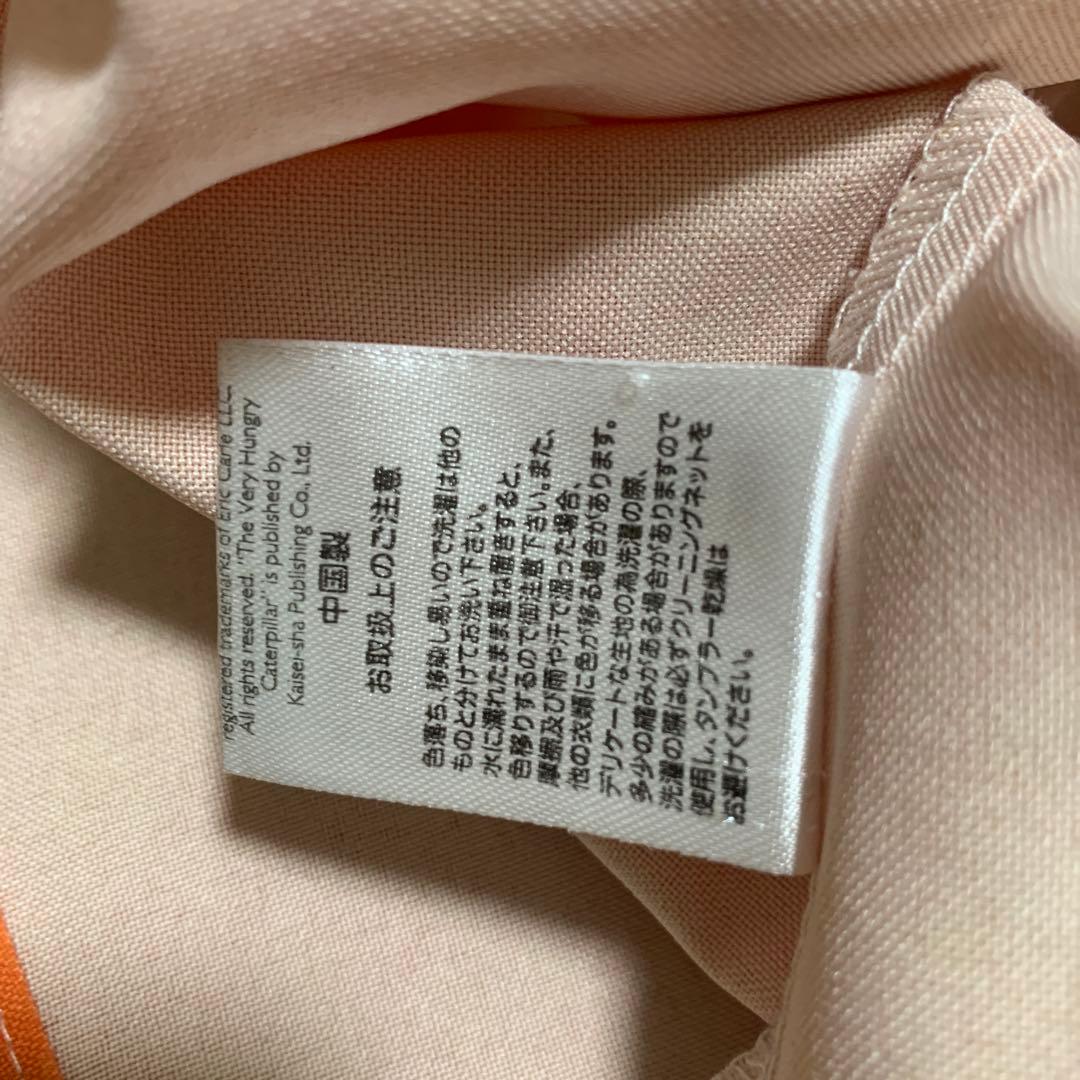 registered trademarks of Eric Carle LLC.
All rights reserved. "The Very Hungry
Caterpillar" is published by
Kaisei-sha Publishing Co., Ltd.
中国製
お取扱上のご注意
色落ち、移染し易いので洗濯は他の
ものと分けてお洗い下さい。
水に濡れたまま重ね置きすると、
色移りするので御注意下さい。また、
摩擦及び雨や汗で湿った場合、
他の衣類に色が移る場合があります。
デリケートな生地の為洗濯の際、
多少の縮みがある場合がありますので
洗濯の際は必ずクリーニングネットを
使用し、タンブラー乾燥は
お避けください。